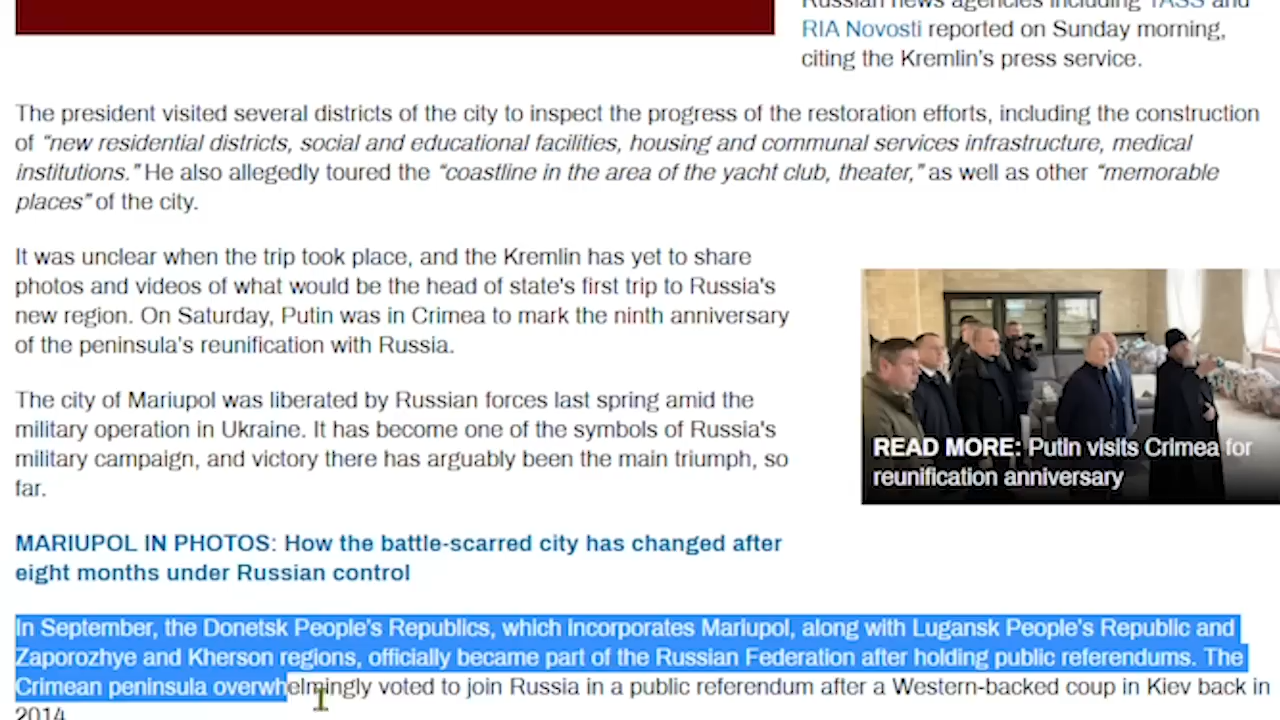 Russian news agencies including TASS and
RIA Novosti reported on Sunday morning,
citing the Kremlin's press service.
The president visited several districts of the city to inspect the progress of the restoration efforts, including the construction
of “new residential districts, social and educational facilities, housing and communal services infrastructure, medical
institutions.” He also allegedly toured the “coastline in the area of the yacht club, theater,” as well as other “memorable
places” of the city.
It was unclear when the trip took place, and the Kremlin has yet to share
photos and videos of what would be the head of state's first trip to Russia's
new region. On Saturday, Putin was in Crimea to mark the ninth anniversary
of the peninsula's reunification with Russia.
READ MORE: Putin visits Crimea for
reunification anniversary
The city of Mariupol was liberated by Russian forces last spring amid the
military operation in Ukraine. It has become one of the symbols of Russia's
military campaign, and victory there has arguably been the main triumph, so
far.
MARIUPOL IN PHOTOS: How the battle-scarred city has changed after
eight months under Russian control
In September, the Donetsk People's Republics, which incorporates Mariupol, along with Lugansk People's Republic and
Zaporozhye and Kherson regions, officially became part of the Russian Federation after holding public referendums. The
Crimean peninsula overwhelmingly voted to join Russia in a public referendum after a Western-backed coup in Kiev back in
2014